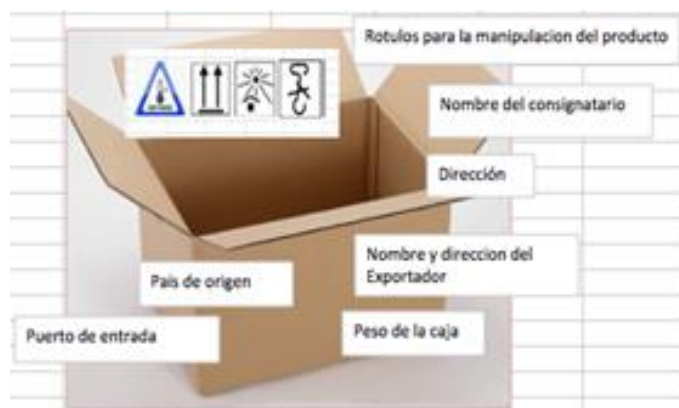 Rotulos para la manipulacion del producto
Nombre del consignatario
Dirección
Nombre y direccion del
Exportador
Pais de origen
Puerto de entrada
Peso de la caja